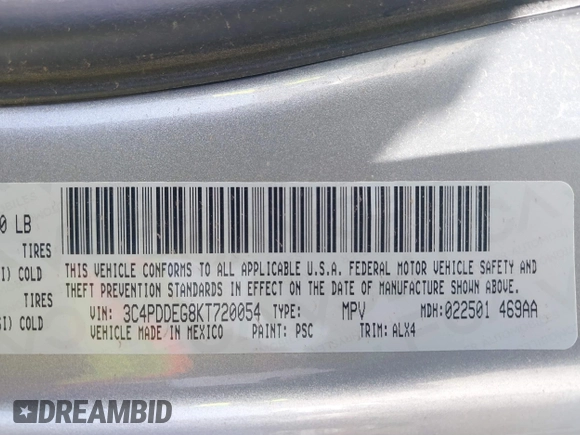 0 LB
TIRES
I) COLD
TIRES
SI) COLD
THIS VEHICLE CONFORMS TO ALL APPLICABLE U.S.A. FEDERAL MOTOR VEHICLE SAFETY AND
THEFT PREVENTION STANDARDS IN EFFECT ON THE DATE OF MANUFACTURE SHOWN ABOVE.
VIN: 3C4PDDEG8KT720054 TYPE: MPV MDH: 022501 469AA
VEHICLE MADE IN MEXICO PAINT: PSC TRIM: ALX4
DREAMBID